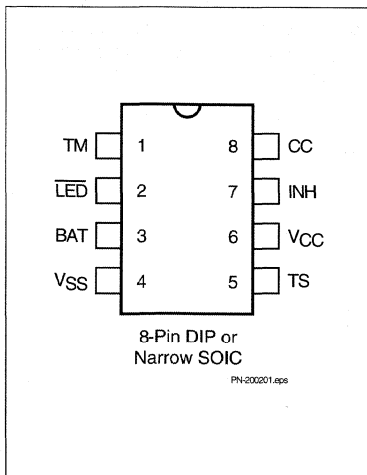 TM 1 8 CC
LED 2 7 INH
BAT 3 6 VCC
VSS 4 5 TS
8-Pin DIP or
Narrow SOIC
PN-200201.eps